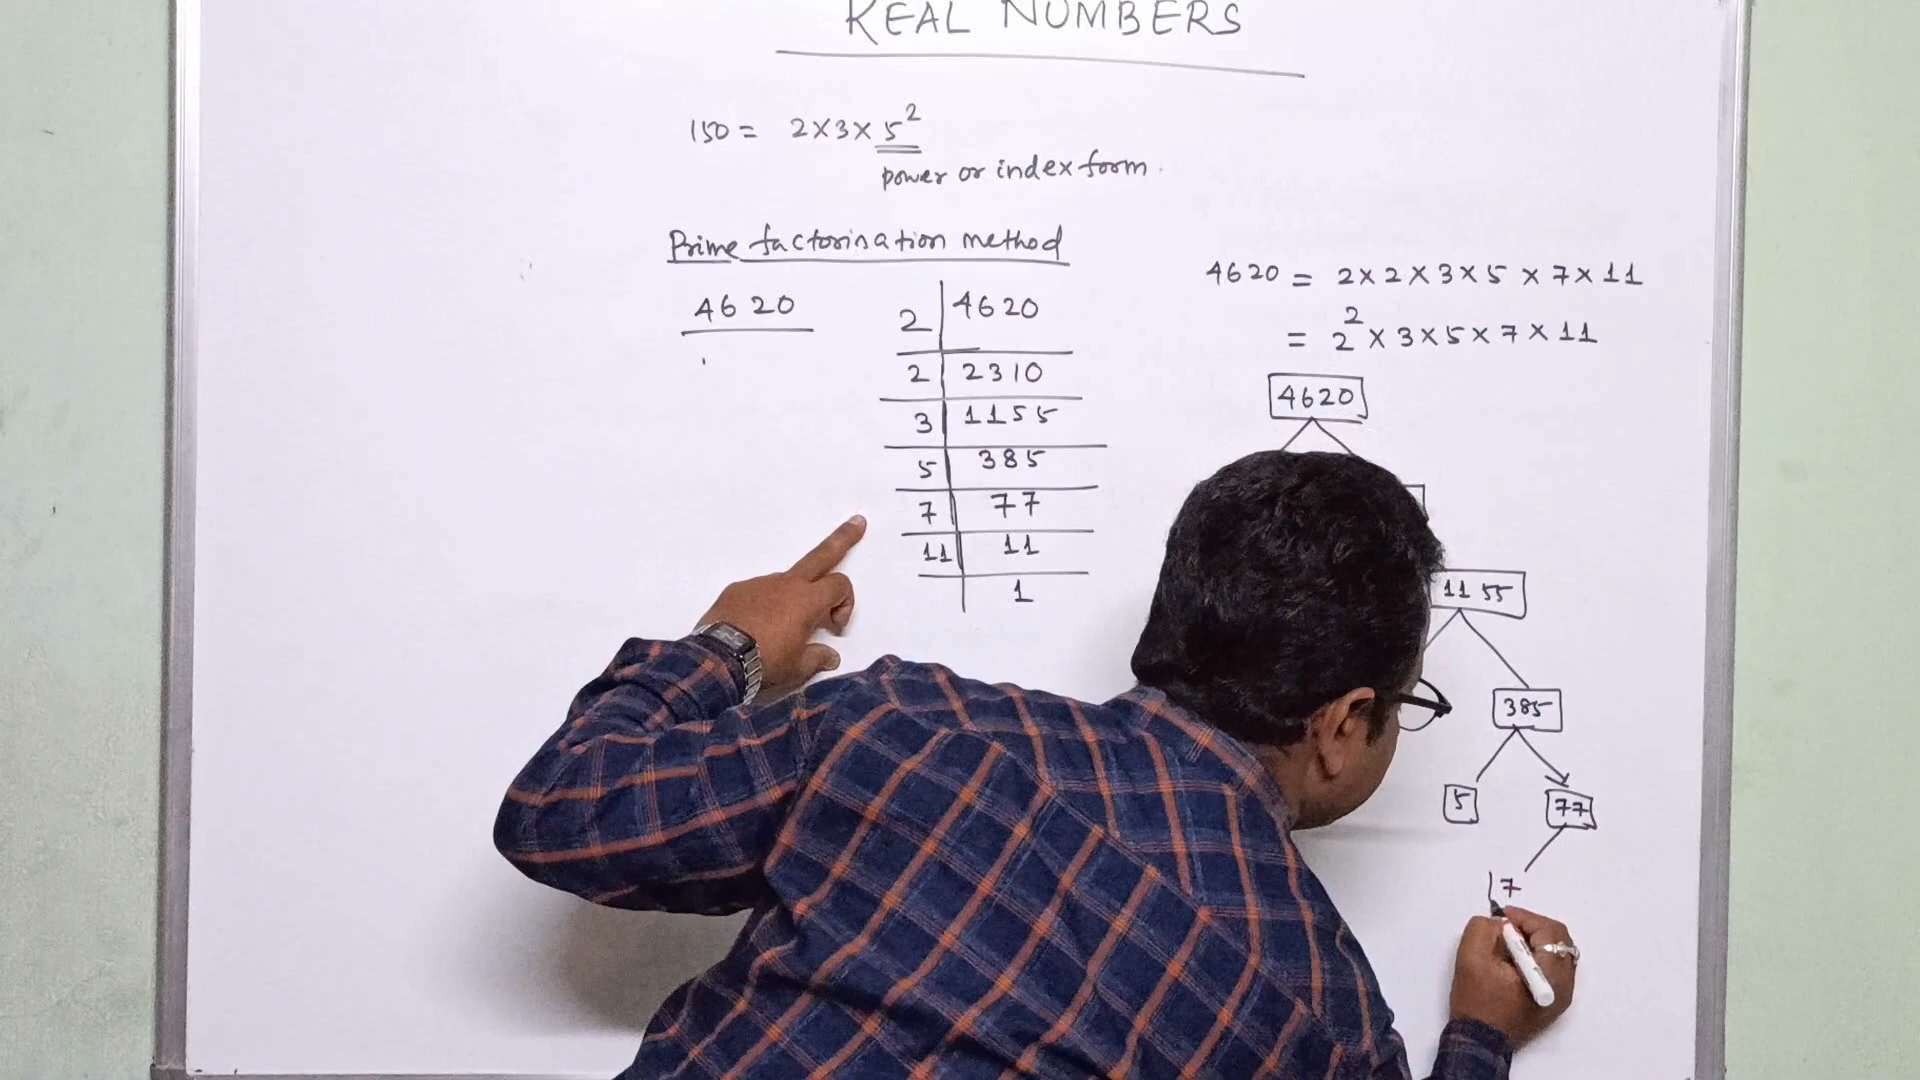 REAL NUMBERS
150 = 2×3×5²
power or index form.
Prime factorisation method
4620
2 | 4620
2 | 2310
3 | 1155
5 | 385
7 | 77
11 | 11
1
4620 = 2×2×3×5×7×11
= 2²×3×5×7×11
4620
1155
385
5 77
7